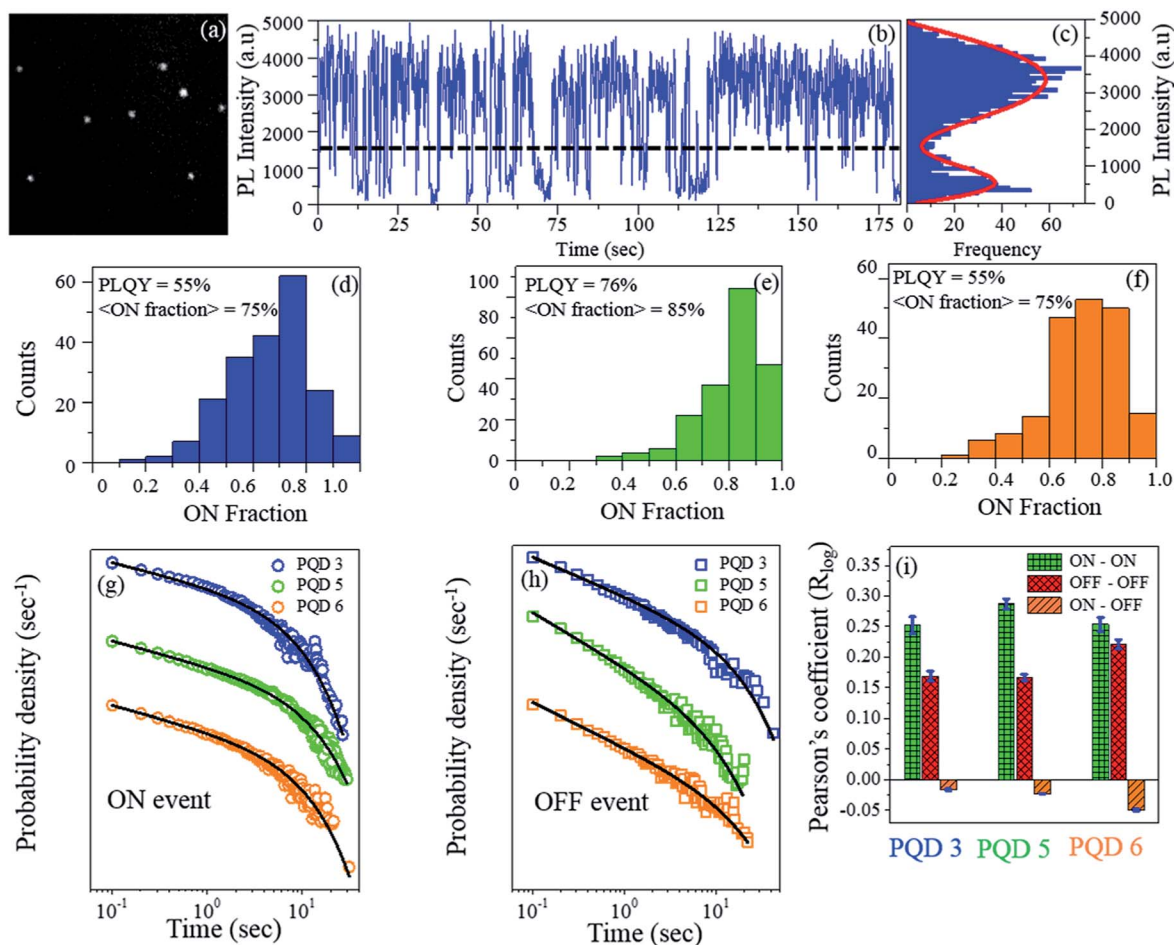 (a)
PL Intensity (a.u)
5000
4000
3000
2000
1000
0
(b)
0 25 50 75 100 125 150 175
Time (sec)
(c)
5000
4000
3000
2000
1000
0
PL Intensity (a.u)
0 20 40 60
Frequency
(d)
PLQY = 55%
<ON fraction> = 75%
Counts
60
40
20
0
0 0.2 0.4 0.6 0.8 1.0
ON Fraction
(e)
PLQY = 76%
<ON fraction> = 85%
Counts
100
80
60
40
20
0
0 0.2 0.4 0.6 0.8 1.0
ON Fraction
(f)
PLQY = 55%
<ON fraction> = 75%
Counts
60
40
20
0
0 0.2 0.4 0.6 0.8 1.0
ON Fraction
(g)
PQD 3
PQD 5
PQD 6
Probability density (sec⁻¹)
ON event
10⁻¹ 10⁰ 10¹
Time (sec)
(h)
PQD 3
PQD 5
PQD 6
Probability density (sec⁻¹)
OFF event
10⁻¹ 10⁰ 10¹
Time (sec)
(i)
ON - ON
OFF - OFF
ON - OFF
Pearson's coefficient (Rlog)
0.35
0.30
0.25
0.20
0.15
0.10
0.05
0.00
-0.05
PQD 3 PQD 5 PQD 6